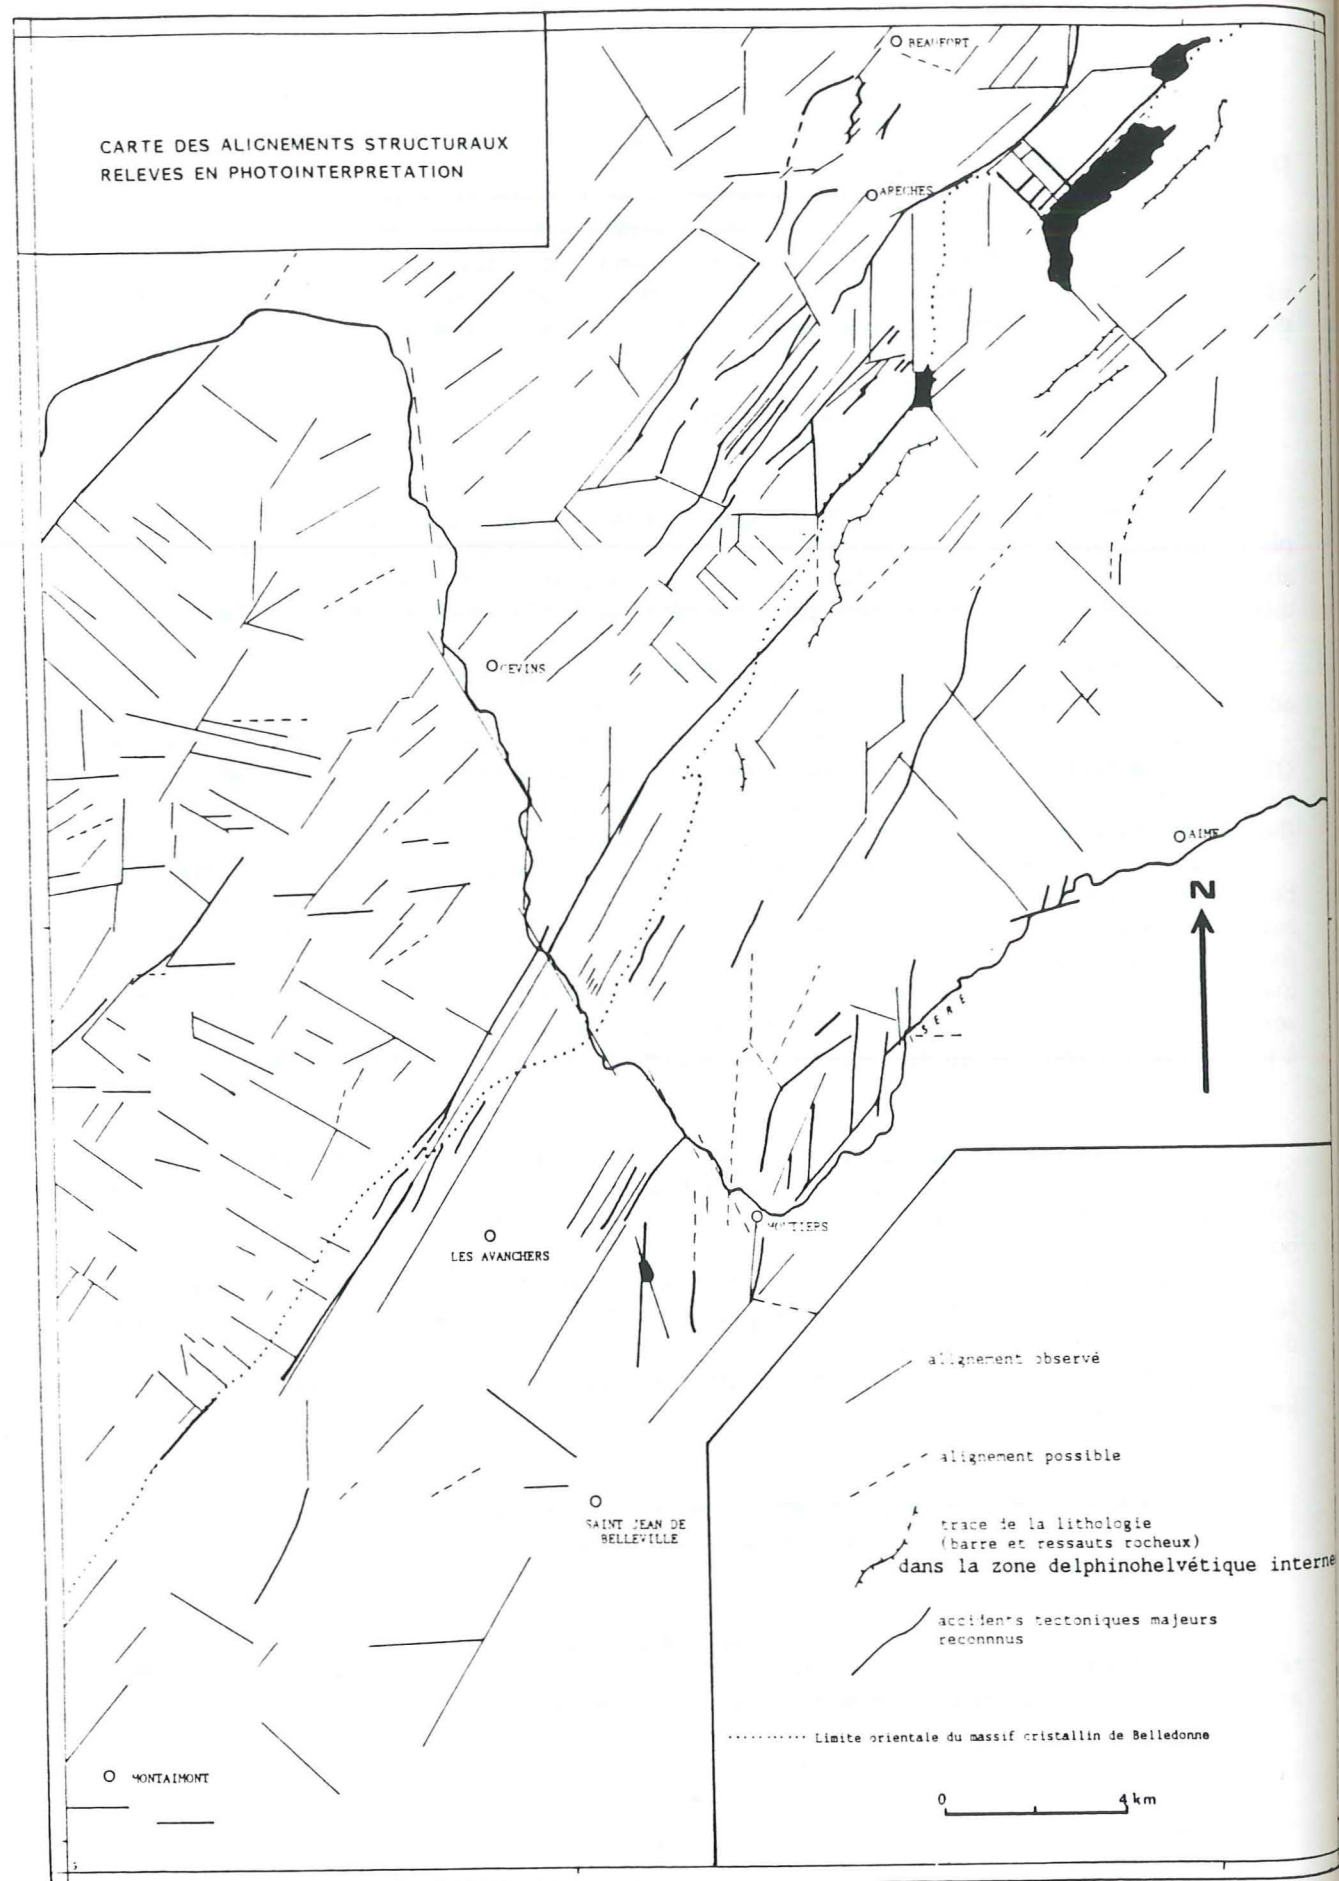 CARTE DES ALIGNEMENTS STRUCTURAUX
RELEVES EN PHOTOINTERPRETATION
BEAUFORT
ARECHES
CEVINS
AIME
N
ISERE
MOUTIERS
LES AVANCHERS
SAINT JEAN DE
BELLEVILLE
MONTAIMONT
alignement observé
alignement possible
trace de la lithologie
(barre et ressauts rocheux)
dans la zone delphinohelvétique interne
accidents tectoniques majeurs
reconnnus
Limite orientale du massif cristallin de Belledonne
0 4 km